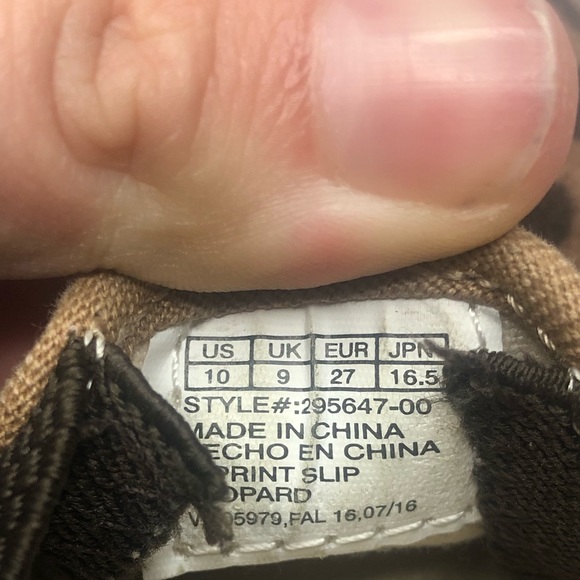 US UK EUR JPN
10 9 27 16.5
STYLE#:295647-00
MADE IN CHINA
ECHO EN CHINA
PRINT SLIP
OPARD
05979,FAL 16,07/16